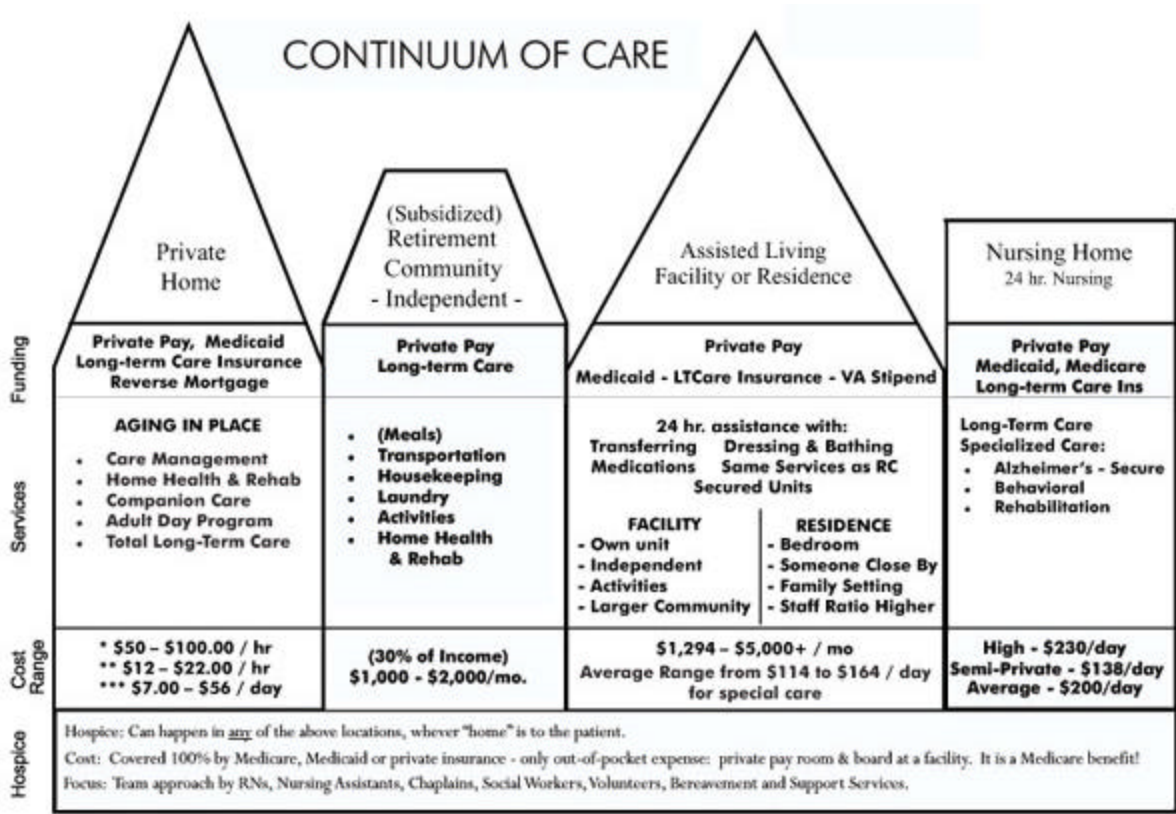 CONTINUUM OF CARE
Private
Home
(Subsidized)
Retirement
Community
- Independent -
Assisted Living
Facility or Residence
Nursing Home
24 hr. Nursing
Funding
Private Pay, Medicaid
Long-term Care Insurance
Reverse Mortgage
Private Pay
Long-term Care
Private Pay
Medicaid - LTCare Insurance - VA Stipend
Private Pay
Medicaid, Medicare
Long-term Care Ins
Services
AGING IN PLACE
• Care Management
• Home Health & Rehab
• Companion Care
• Adult Day Program
• Total Long-Term Care
• (Meals)
• Transportation
• Housekeeping
• Laundry
• Activities
• Home Health
& Rehab
24 hr. assistance with:
Transferring Dressing & Bathing
Medications Same Services as RC
Secured Units
FACILITY
- Own unit
- Independent
- Activities
- Larger Community
RESIDENCE
- Bedroom
- Someone Close By
- Family Setting
- Staff Ratio Higher
Long-Term Care
Specialized Care:
• Alzheimer's - Secure
• Behavioral
• Rehabilitation
Cost
Range
* $50 – $100.00 / hr
** $12 – $22.00 / hr
*** $7.00 – $56 / day
(30% of Income)
$1,000 - $2,000/mo.
$1,294 – $5,000+ / mo
Average Range from $114 to $164 / day
for special care
High - $230/day
Semi-Private - $138/day
Average - $200/day
Hospice
Hospice: Can happen in any of the above locations, whever "home" is to the patient.
Cost: Covered 100% by Medicare, Medicaid or private insurance - only out-of-pocket expense: private pay room & board at a facility. It is a Medicare benefit!
Focus: Team approach by RNs, Nursing Assistants, Chaplains, Social Workers, Volunteers, Bereavement and Support Services.